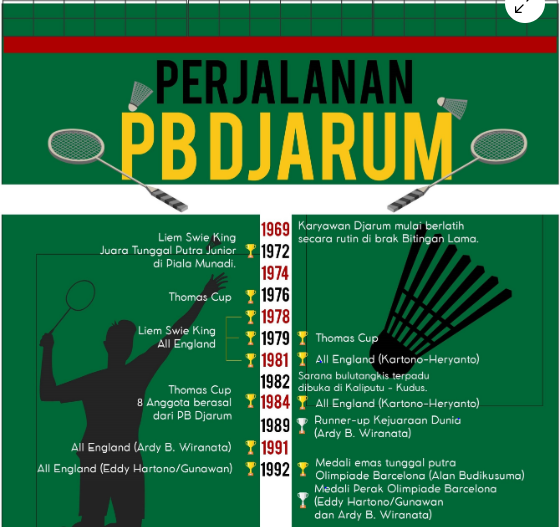 PERJALANAN
PB DJARUM
1969
Karyawan Djarum mulai berlatih
secara rutin di brak Bitingan Lama.
Liem Swie King
Juara Tunggal Putra Junior
di Piala Munadi.
1972
1974
Thomas Cup
1976
1978
Liem Swie King
All England
1979
Thomas Cup
1981
All England (Kartono-Heryanto)
1982
Sarana bulutangkis terpadu
dibuka di Kaliputu - Kudus.
Thomas Cup
8 Anggota berasal
dari PB Djarum
1984
All England (Kartono-Heryanto)
1989
Runner-up Kejuaraan Dunia
(Ardy B. Wiranata)
All England (Ardy B. Wiranata)
1991
All England (Eddy Hartono/Gunawan)
1992
Medali emas tunggal putra
Olimpiade Barcelona (Alan Budikusuma)
Medali Perak Olimpiade Barcelona
(Eddy Hartono/Gunawan
dan Ardy B. Wiranata)